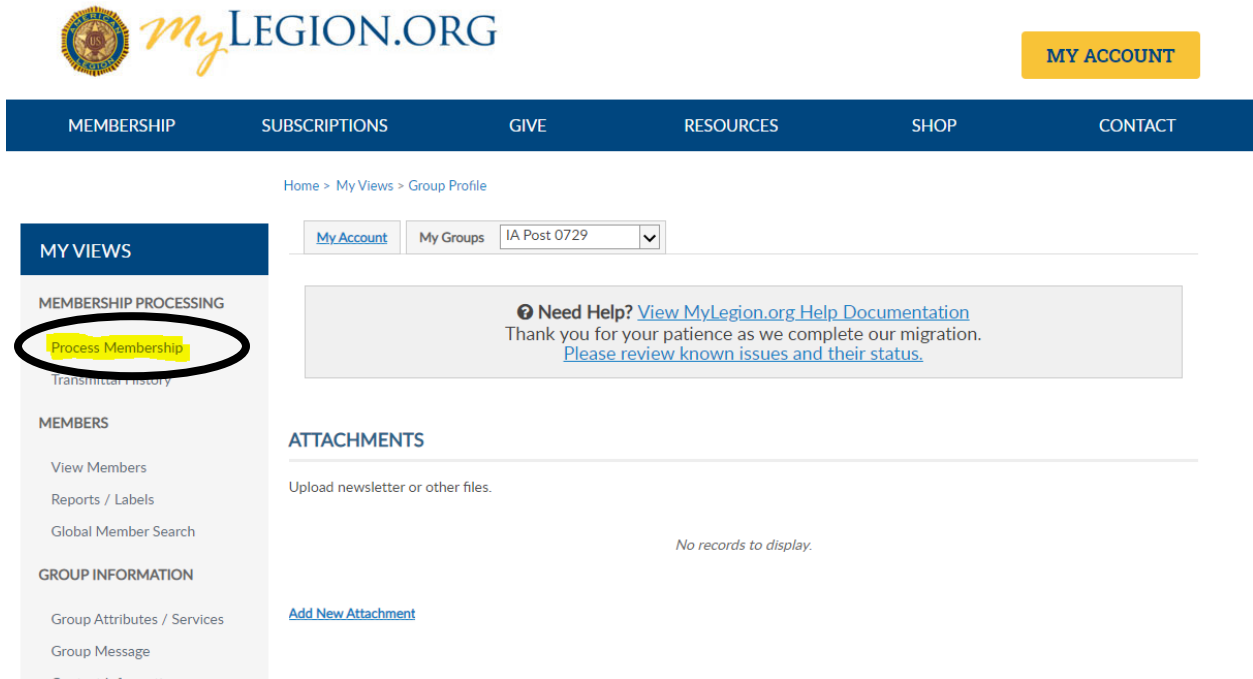 MyLEGION.ORG
MY ACCOUNT
MEMBERSHIP SUBSCRIPTIONS GIVE RESOURCES SHOP CONTACT
Home > My Views > Group Profile
My Account My Groups IA Post 0729
MY VIEWS
MEMBERSHIP PROCESSING
Process Membership
Transmittal History
MEMBERS
View Members
Reports / Labels
Global Member Search
GROUP INFORMATION
Group Attributes / Services
Group Message
Need Help? View MyLegion.org Help Documentation
Thank you for your patience as we complete our migration.
Please review known issues and their status.
ATTACHMENTS
Upload newsletter or other files.
No records to display.
Add New Attachment